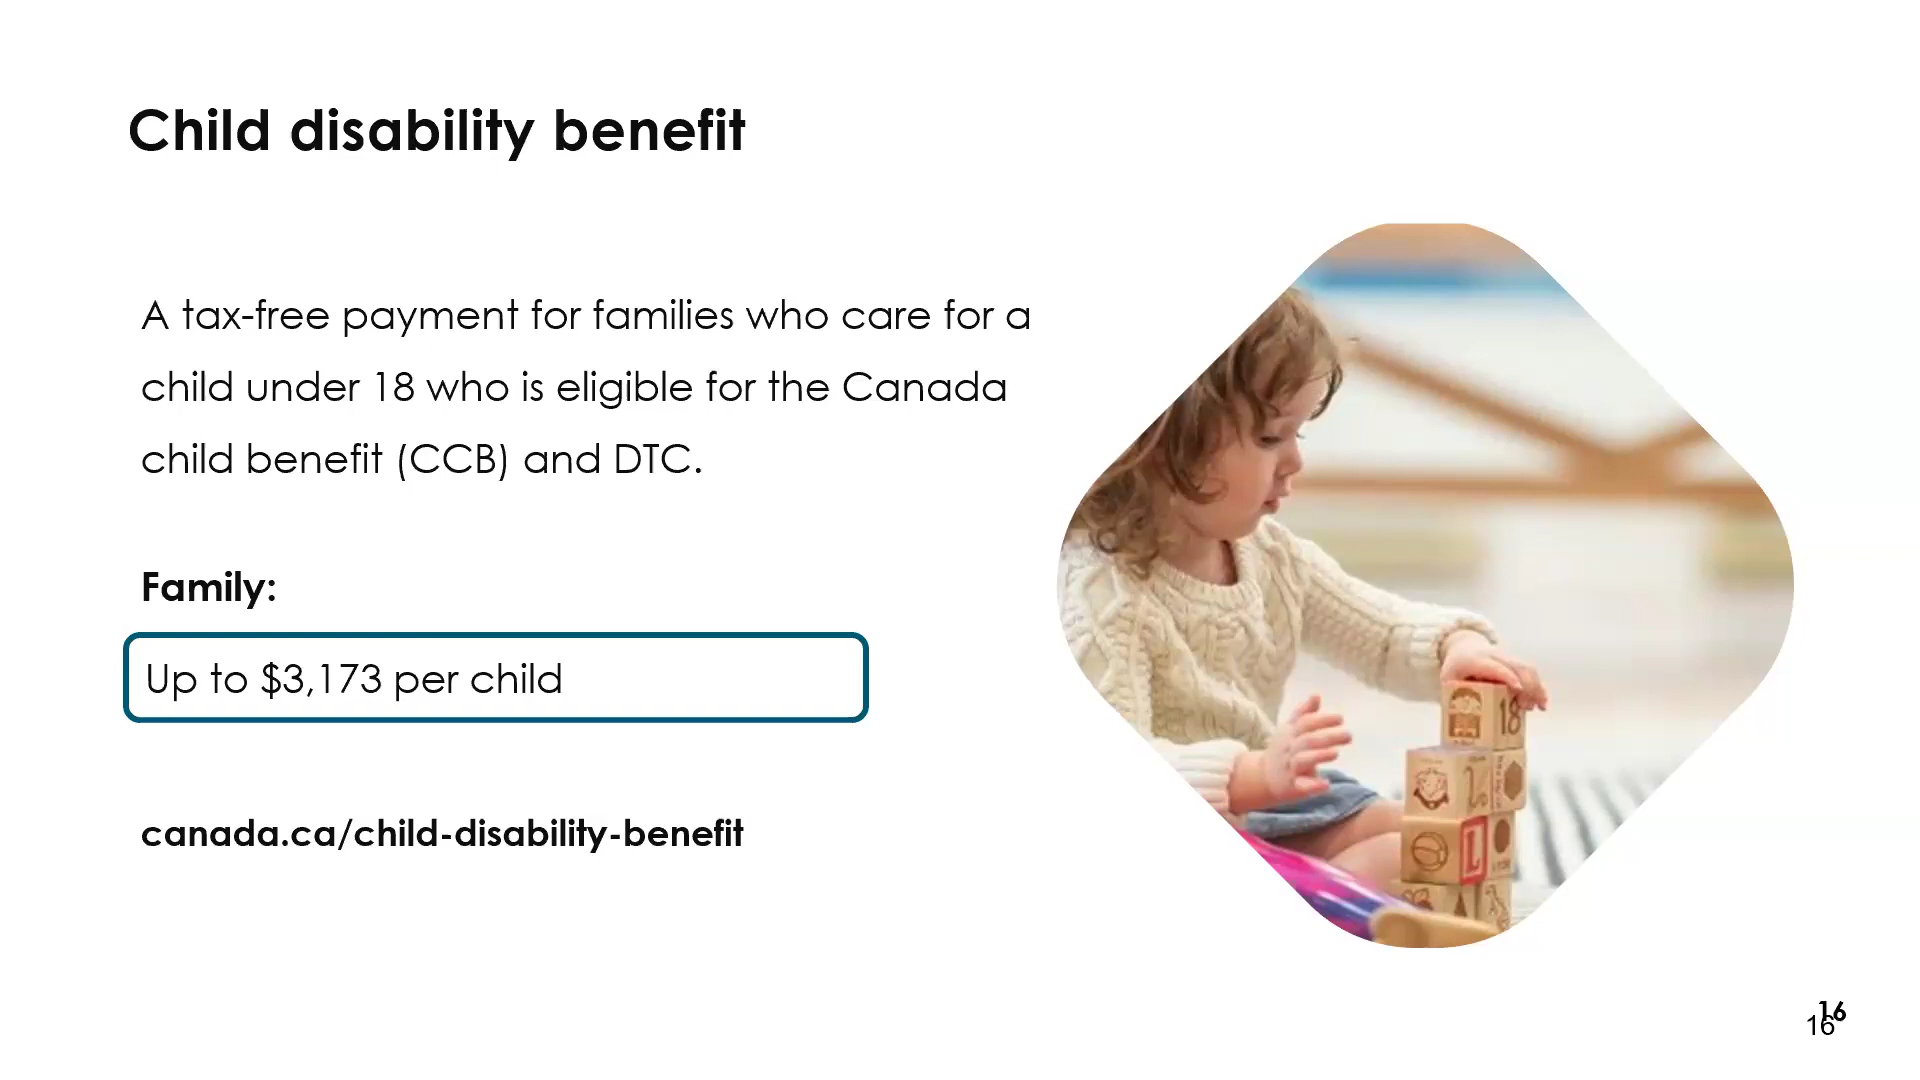 Child disability benefit
A tax-free payment for families who care for a
child under 18 who is eligible for the Canada
child benefit (CCB) and DTC.
Family:
Up to $3,173 per child
canada.ca/child-disability-benefit
18
L
16
16